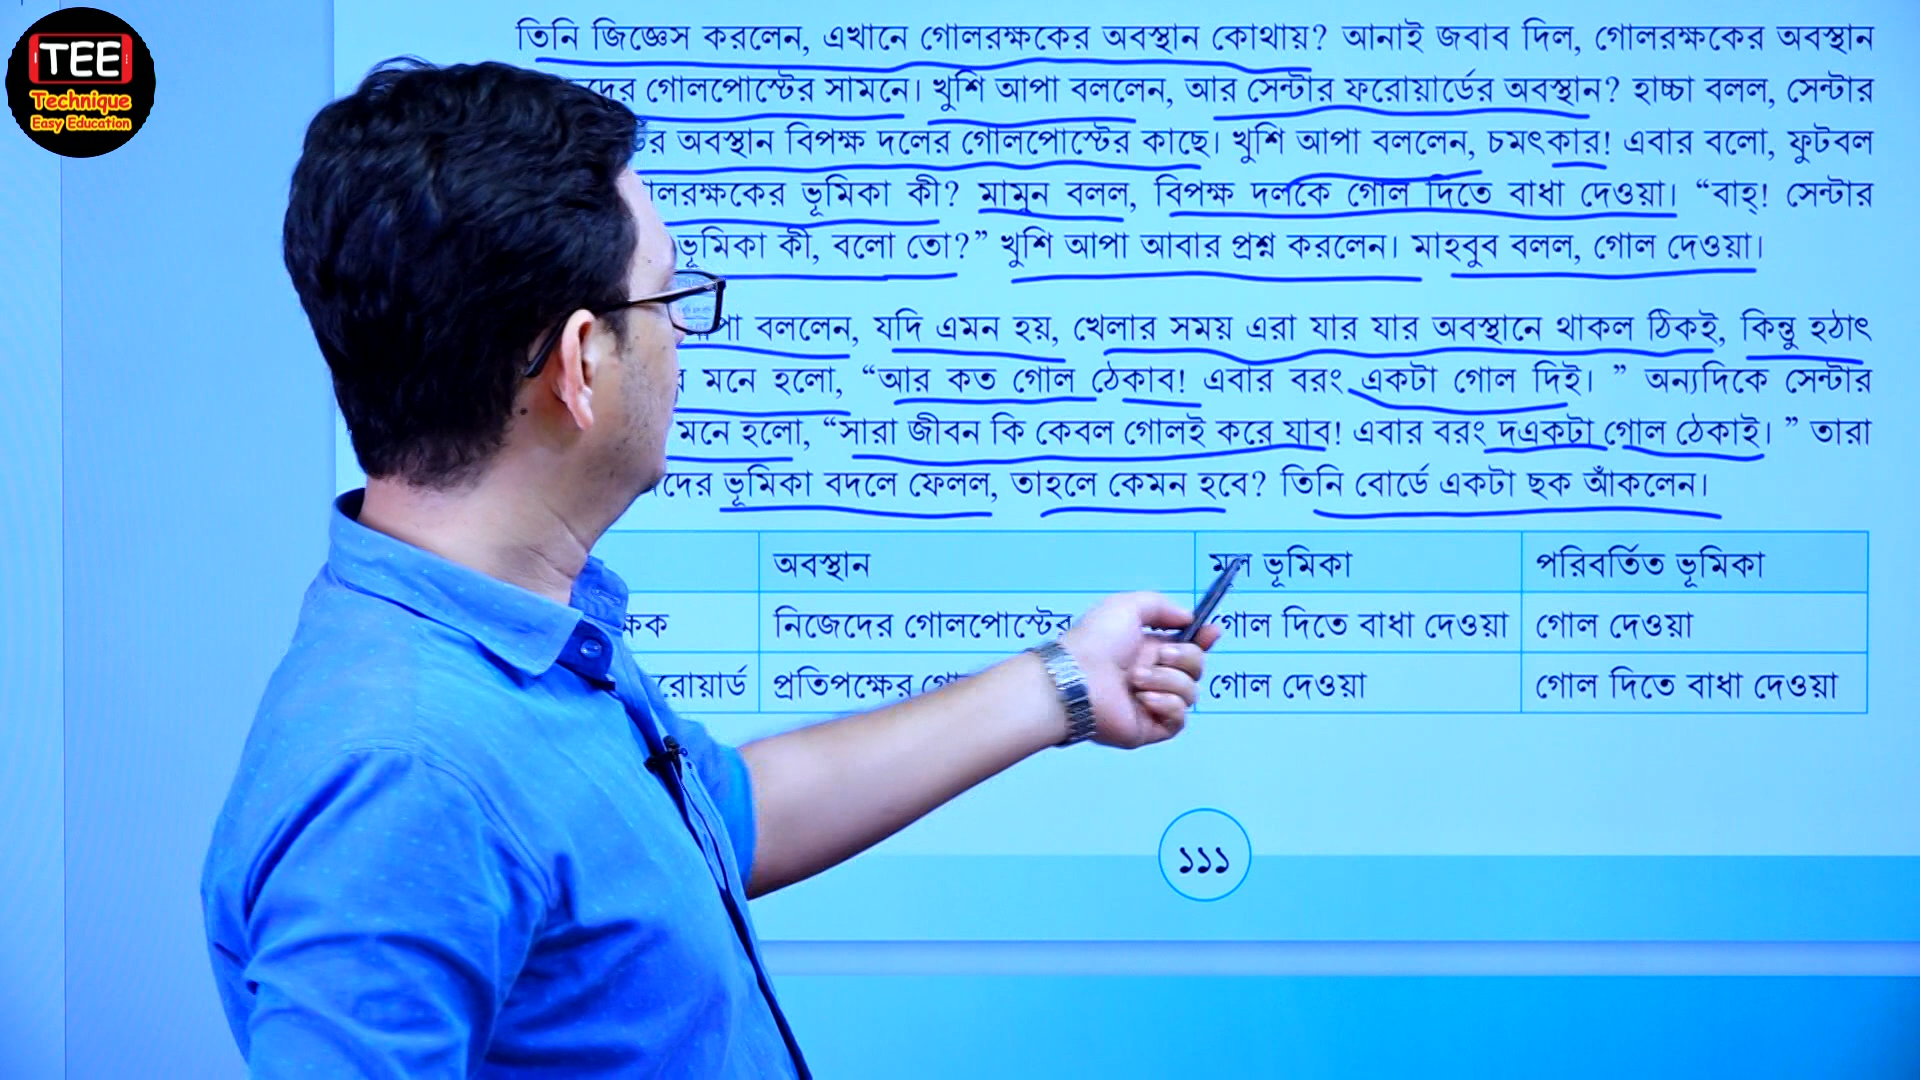 TEE
Technique
Easy Education
তিনি জিজ্ঞেস করলেন, এখানে গোলরক্ষকের অবস্থান কোথায়? আনাই জবাব দিল, গোলরক্ষকের অবস্থান
গোলপোস্টের সামনে। খুশি আপা বললেন, আর সেন্টার ফরোয়ার্ডের অবস্থান? হাচ্চা বলল, সেন্টার
অবস্থান বিপক্ষ দলের গোলপোস্টের কাছে। খুশি আপা বললেন, চমৎকার! এবার বলো, ফুটবল
ভূমিকা কী? মামুন বলল, বিপক্ষ দলকে গোল দিতে বাধা দেওয়া। “বাহ্! সেন্টার
ভূমিকা কী, বলো তো?” খুশি আপা আবার প্রশ্ন করলেন। মাহবুব বলল, গোল দেওয়া।
বললেন, যদি এমন হয়, খেলার সময় এরা যার যার অবস্থানে থাকল ঠিকই, কিন্তু হঠাৎ
মনে হলো, “আর কত গোল ঠেকাব! এবার বরং একটা গোল দিই। ” অন্যদিকে সেন্টার
মনে হলো, “সারা জীবন কি কেবল গোলই করে যাব! এবার বরং দএকটা গোল ঠেকাই। ” তারা
ভূমিকা বদলে ফেলল, তাহলে কেমন হবে? তিনি বোর্ডে একটা ছক আঁকলেন।
অবস্থান মূল ভূমিকা পরিবর্তিত ভূমিকা
নিজেদের গোলপোস্টের গোল দিতে বাধা দেওয়া গোল দেওয়া
প্রতিপক্ষের গোল দেওয়া গোল দিতে বাধা দেওয়া
১১১